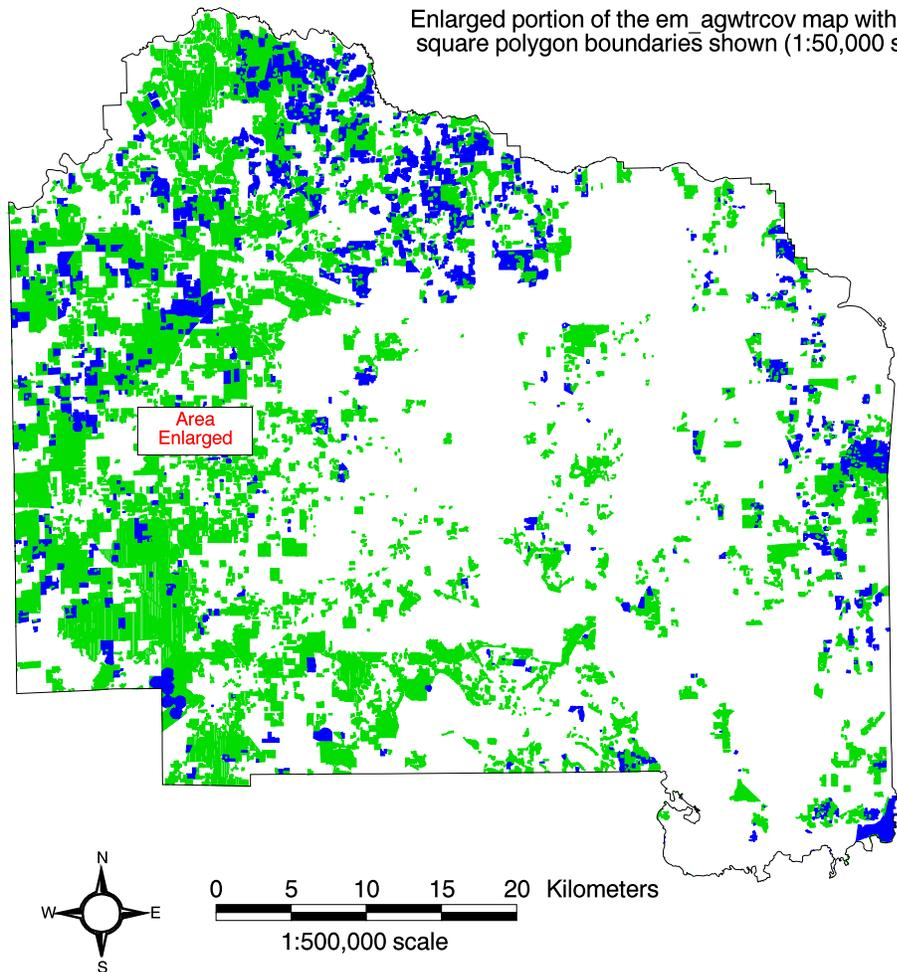 Enlarged portion of the em_agwtrcov map with
square polygon boundaries shown (1:50,000
Area
Enlarged
N
W E
S
0 5 10 15 20 Kilometers
1:500,000 scale